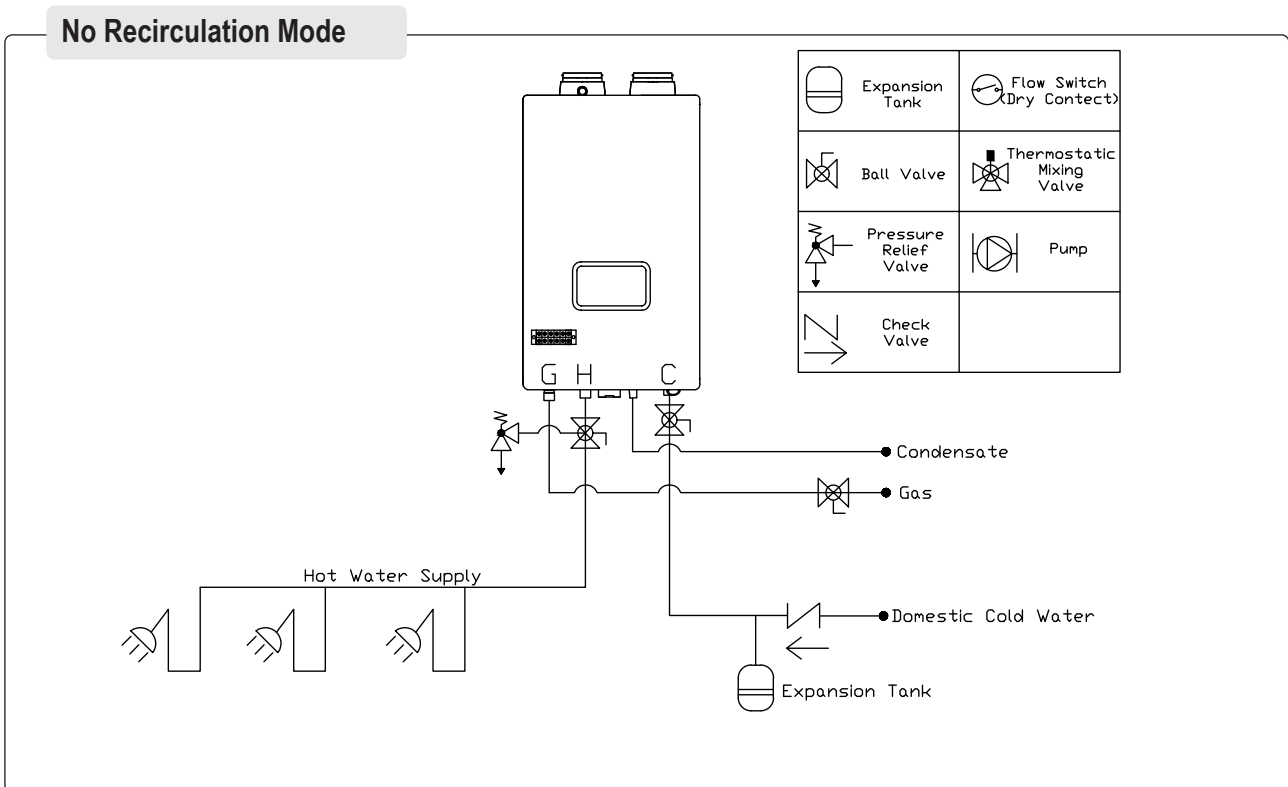 No Recirculation Mode
Expansion
Tank
Flow Switch
(Dry Contect)
Ball Valve
Thermostatic
Mixing
Valve
Pressure
Relief
Valve
Pump
Check
Valve
G H C
Condensate
Gas
Hot Water Supply
Domestic Cold Water
Expansion Tank